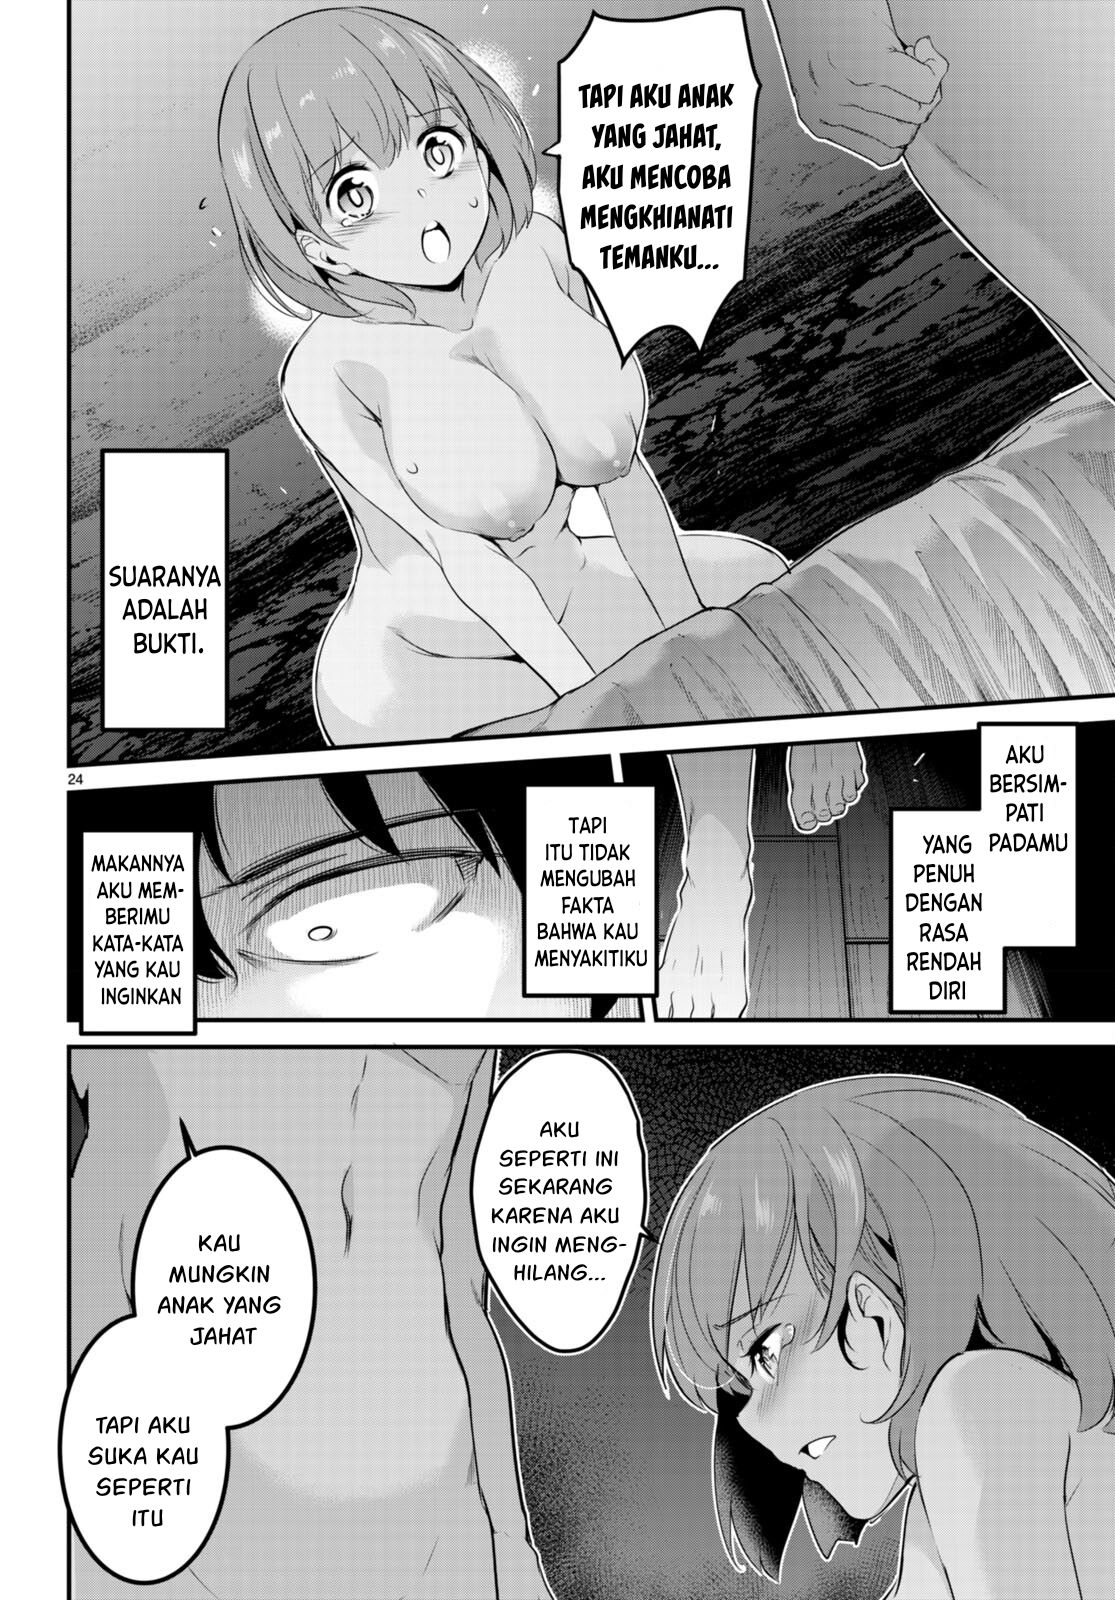 TAPI AKU ANAK
YANG JAHAT,
AKU MENCOBA
MENGKHIANATI
TEMANKU...
SUARANYA
ADALAH
BUKTI.
24
AKU
BERSIM-
PATI
PADAMU
YANG
PENUH
DENGAN
RASA
RENDAH
DIRI
TAPI
ITU TIDAK
MENGUBAH
FAKTA
BAHWA KAU
MENYAKITIKU
MAKANNYA
AKU MEM-
BERIMU
KATA-KATA
YANG KAU
INGINKAN
AKU
SEPERTI INI
SEKARANG
KARENA AKU
INGIN MENG-
HILANG...
KAU
MUNGKIN
ANAK YANG
JAHAT
TAPI AKU
SUKA KAU
SEPERTI
ITU